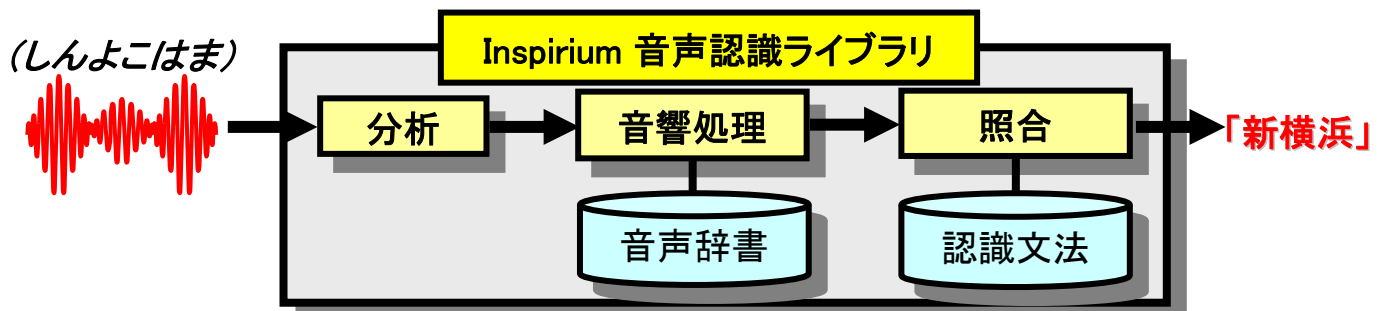 (しんよこはま)
Inspirium 音声認識ライブラリ
分析
音響処理
照合
「新横浜」
音声辞書
認識文法